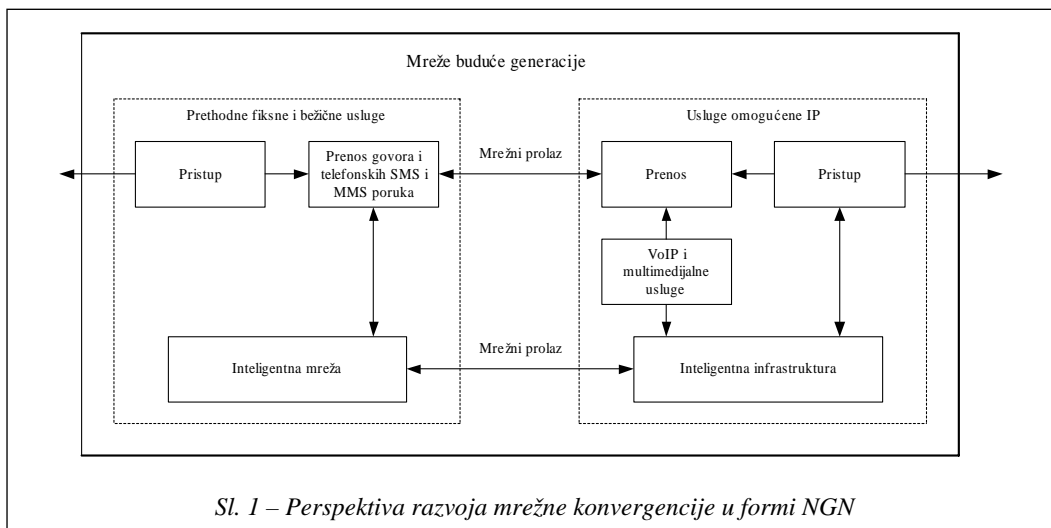 Mreže buduće generacije
Prethodne fiksne i bežične usluge
Usluge omogućene IP
Pristup
Prenos govora i
telefonskih SMS i
MMS poruka
Mrežni prolaz
Prenos
Pristup
VoIP i
multimedijalne
usluge
Inteligentna mreža
Mrežni prolaz
Inteligentna infrastruktura
Sl. 1 – Perspektiva razvoja mrežne konvergencije u formi NGN